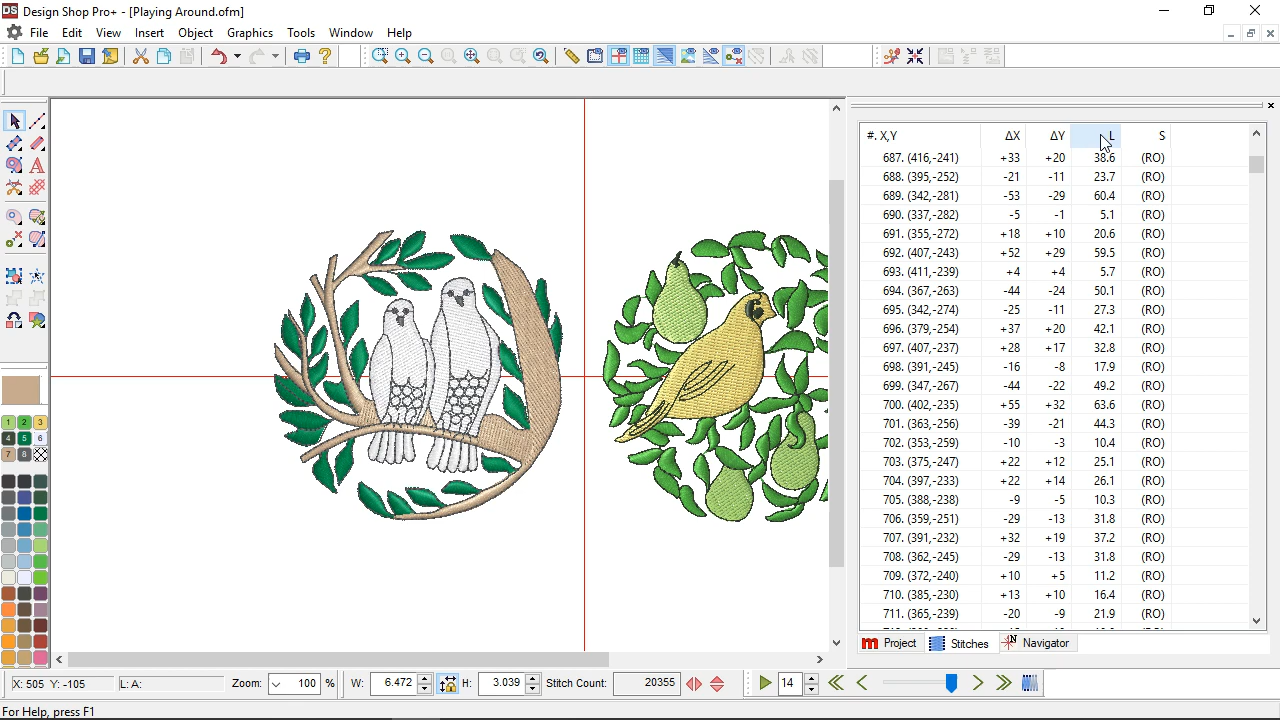 DS Design Shop Pro+ - [Playing Around.ofm]
File Edit View Insert Object Graphics Tools Window Help
#. X,Y ΔX ΔY L S
687. (416,-241) +33 +20 38.6 (RO)
688. (395,-252) -21 -11 23.7 (RO)
689. (342,-281) -53 -29 60.4 (RO)
690. (337,-282) -5 -1 5.1 (RO)
691. (355,-272) +18 +10 20.6 (RO)
692. (407,-243) +52 +29 59.5 (RO)
693. (411,-239) +4 +4 5.7 (RO)
694. (367,-263) -44 -24 50.1 (RO)
695. (342,-274) -25 -11 27.3 (RO)
696. (379,-254) +37 +20 42.1 (RO)
697. (407,-237) +28 +17 32.8 (RO)
698. (391,-245) -16 -8 17.9 (RO)
699. (347,-267) -44 -22 49.2 (RO)
700. (402,-235) +55 +32 63.6 (RO)
701. (363,-256) -39 -21 44.3 (RO)
702. (353,-259) -10 -3 10.4 (RO)
703. (375,-247) +22 +12 25.1 (RO)
704. (397,-233) +22 +14 26.1 (RO)
705. (388,-238) -9 -5 10.3 (RO)
706. (359,-251) -29 -13 31.8 (RO)
707. (391,-232) +32 +19 37.2 (RO)
708. (362,-245) -29 -13 31.8 (RO)
709. (372,-240) +10 +5 11.2 (RO)
710. (385,-230) +13 +10 16.4 (RO)
711. (365,-239) -20 -9 21.9 (RO)
1 2 3
4 5 6
7 8
Project Stitches Navigator
X: 505 Y: -105 L: A: Zoom: 100 % W: 6.472 H: 3.039 Stitch Count: 20355 14
For Help, press F1